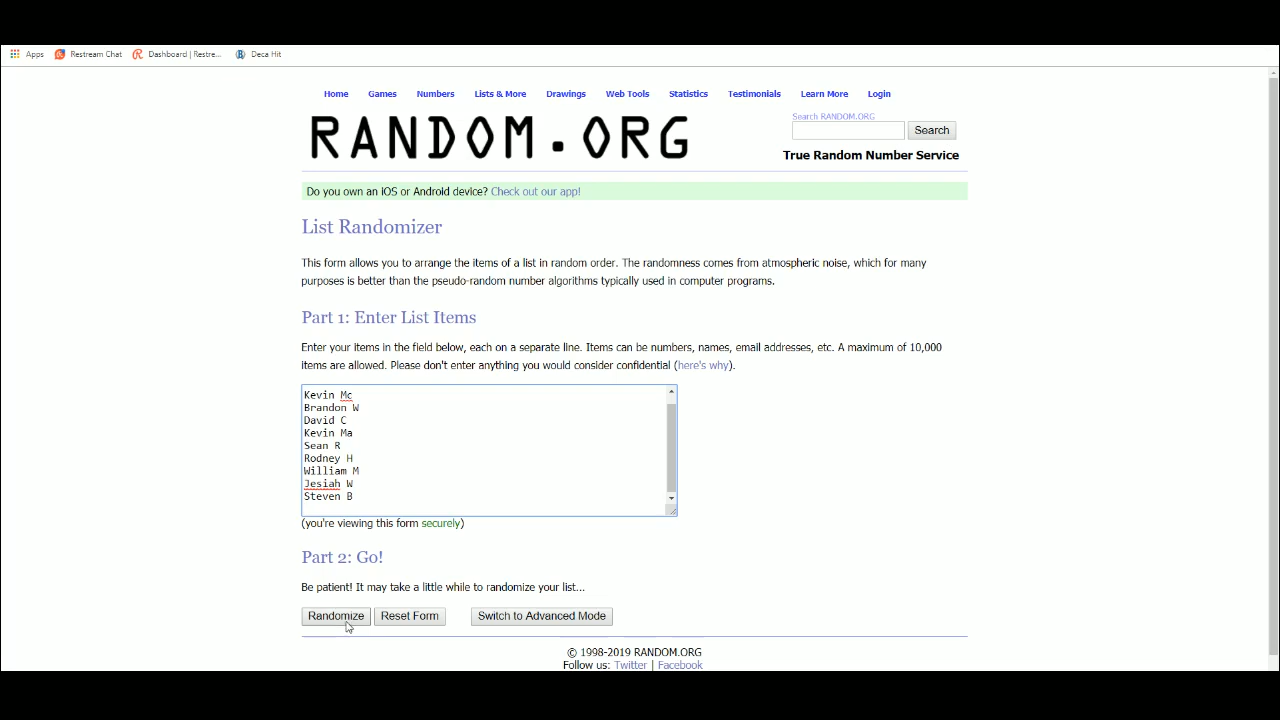 Apps Restream Chat Dashboard | Restre... Deca Hit
Home Games Numbers Lists & More Drawings Web Tools Statistics Testimonials Learn More Login
RANDOM.ORG
Search RANDOM.ORG
Search
True Random Number Service
Do you own an iOS or Android device? Check out our app!
List Randomizer
This form allows you to arrange the items of a list in random order. The randomness comes from atmospheric noise, which for many
purposes is better than the pseudo-random number algorithms typically used in computer programs.
Part 1: Enter List Items
Enter your items in the field below, each on a separate line. Items can be numbers, names, email addresses, etc. A maximum of 10,000
items are allowed. Please don't enter anything you would consider confidential (here's why).
Kevin Mc
Brandon W
David C
Kevin Ma
Sean R
Rodney H
William M
Jesiah W
Steven B
(you're viewing this form securely)
Part 2: Go!
Be patient! It may take a little while to randomize your list...
Randomize Reset Form Switch to Advanced Mode
© 1998-2019 RANDOM.ORG
Follow us: Twitter | Facebook